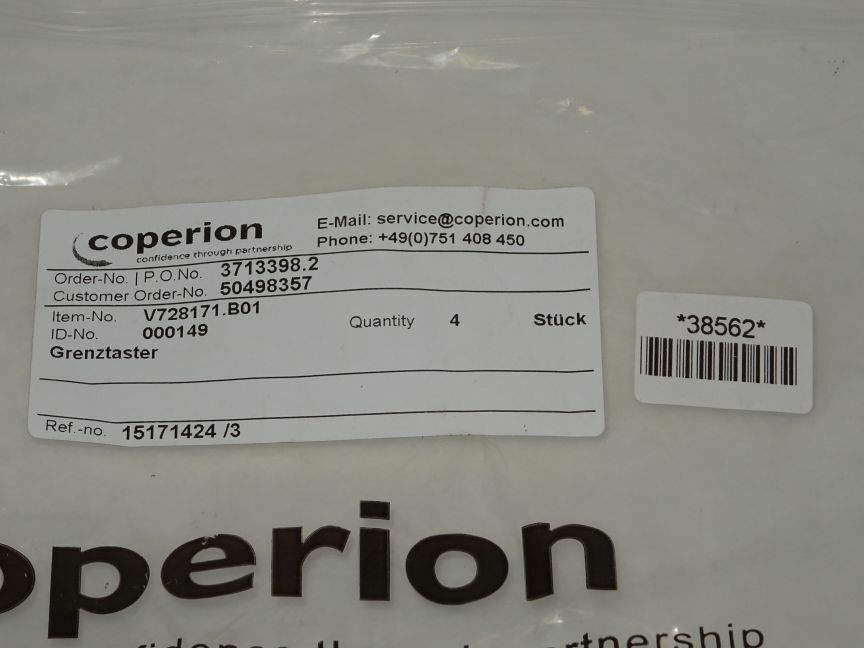 coperion
confidence through partnership
E-Mail: service@coperion.com
Phone: +49(0)751 408 450
Order-No. | P.O.No. 3713398.2
Customer Order-No. 50498357
Item-No. V728171.B01
ID-No. 000149
Quantity 4 Stück
Grenztaster
Ref.-no. 15171424 /3
*38562*
operion
partnership